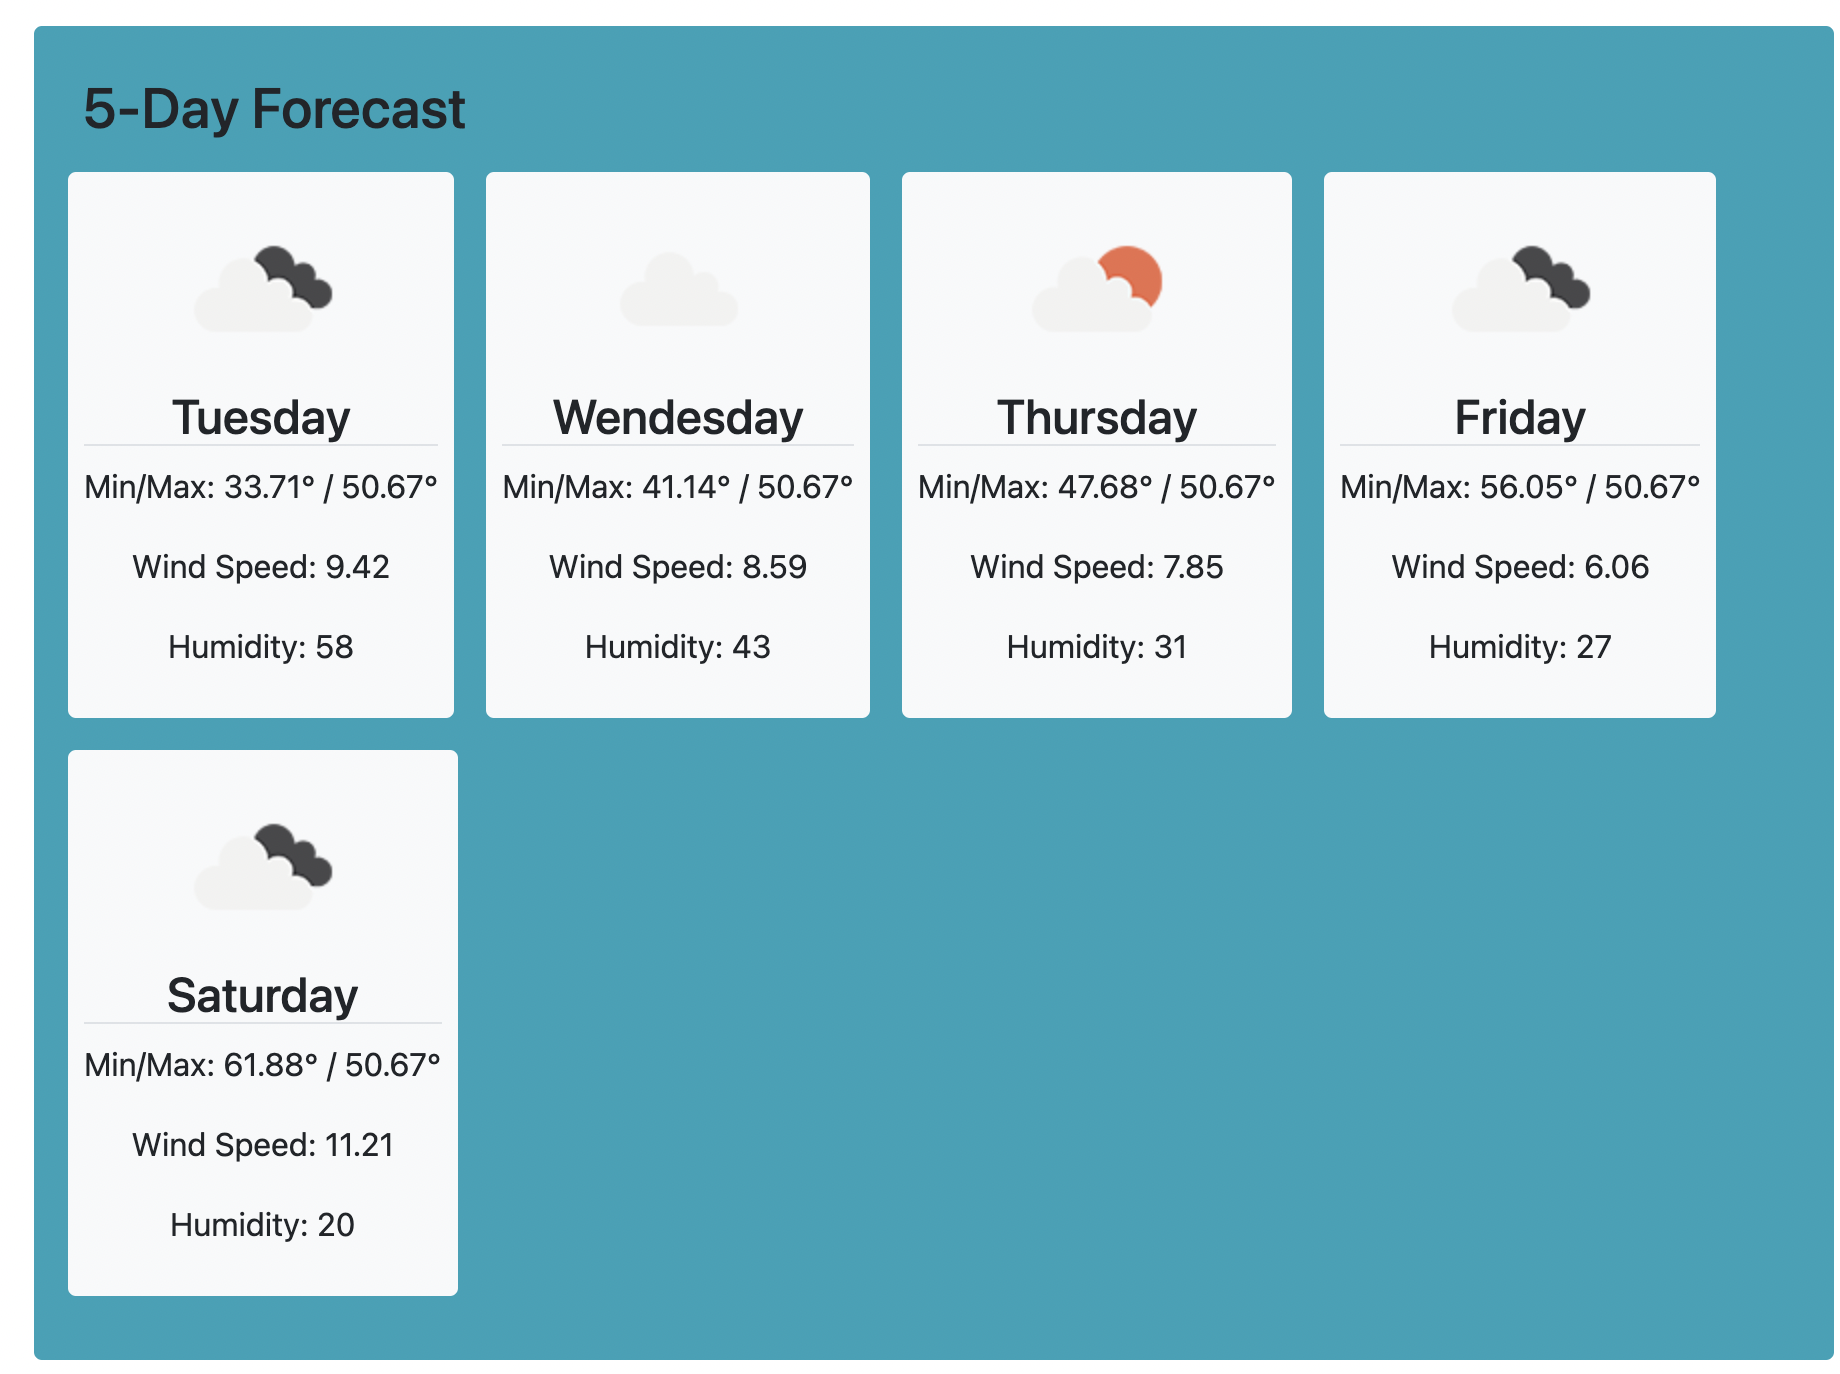 5-Day Forecast
Tuesday
Min/Max: 33.71° / 50.67°
Wind Speed: 9.42
Humidity: 58
Wendesday
Min/Max: 41.14° / 50.67°
Wind Speed: 8.59
Humidity: 43
Thursday
Min/Max: 47.68° / 50.67°
Wind Speed: 7.85
Humidity: 31
Friday
Min/Max: 56.05° / 50.67°
Wind Speed: 6.06
Humidity: 27
Saturday
Min/Max: 61.88° / 50.67°
Wind Speed: 11.21
Humidity: 20